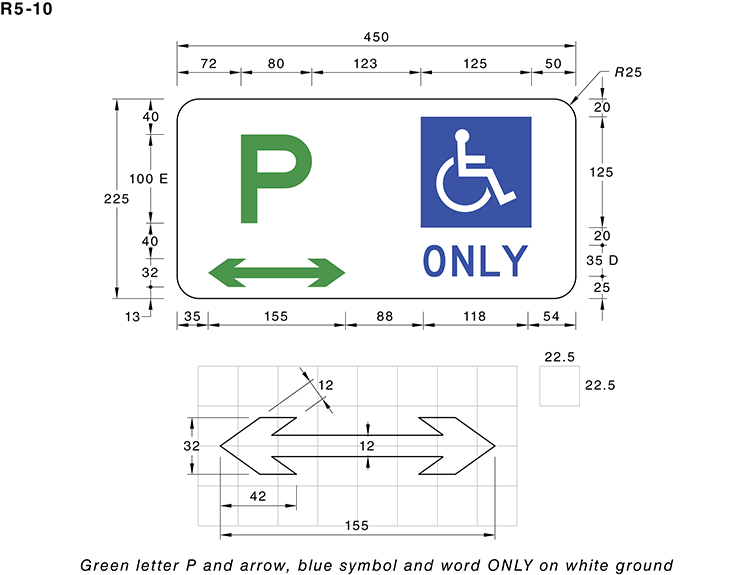 R5-10
450
72 80 123 125 50
R25
40 20
P
100 E 125
225
40 20
ONLY 35 D
32 25
13
35 155 88 118 54
22.5
12 22.5
32 12
42
155
Green letter P and arrow, blue symbol and word ONLY on white ground